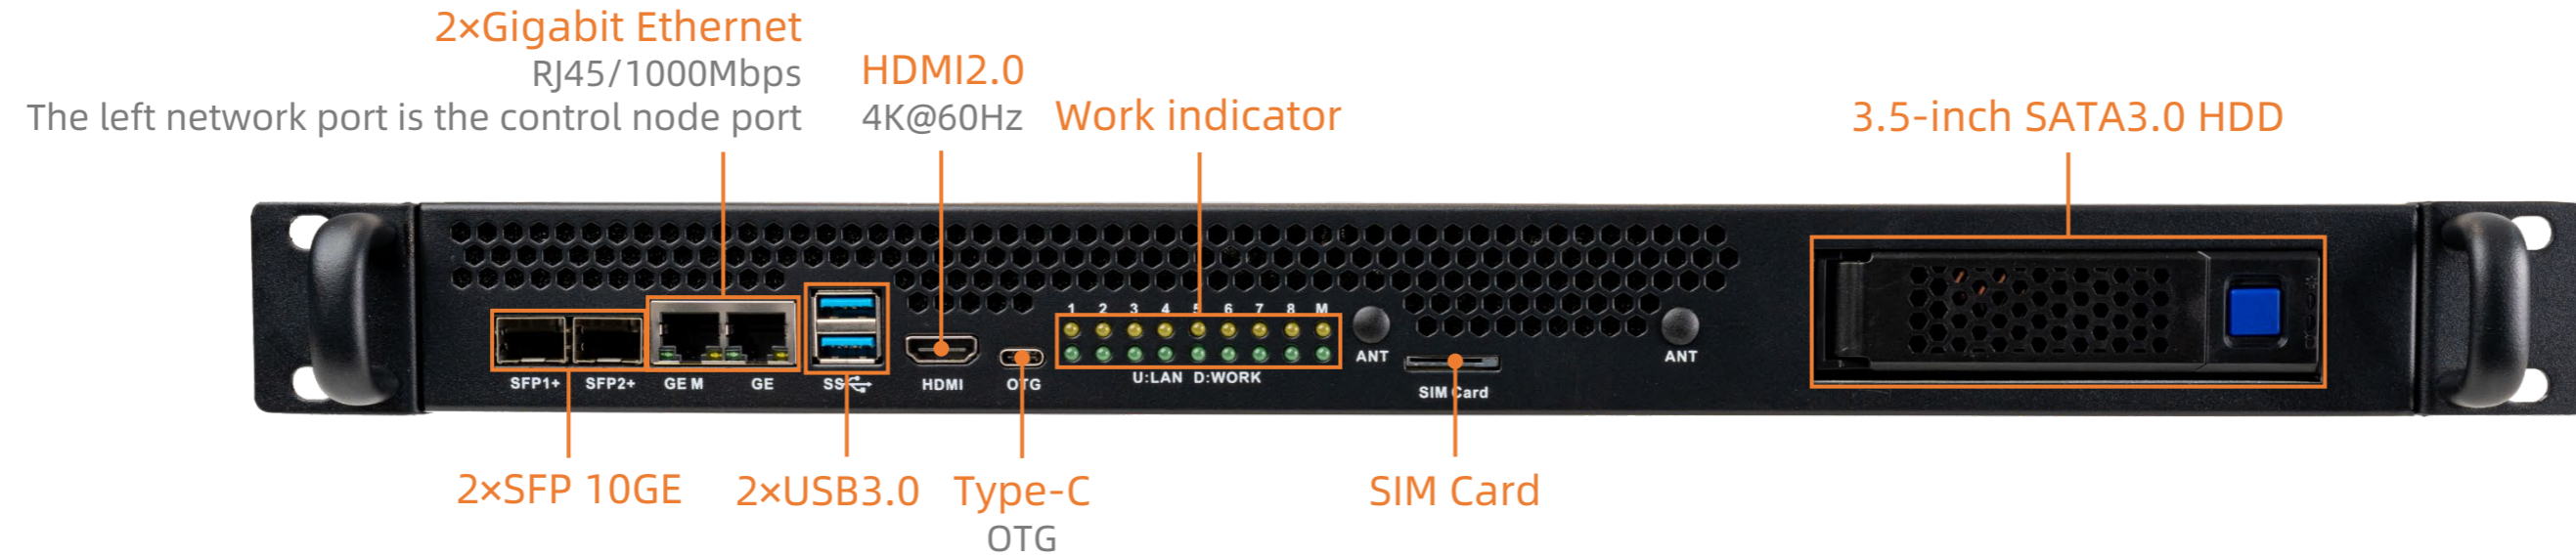 2×Gigabit Ethernet
RJ45/1000Mbps
The left network port is the control node port
HDMI2.0
4K@60Hz
Work indicator
3.5-inch SATA3.0 HDD
1 2 3 4 5 6 7 8 M
SFP1+ SFP2+ GE M GE SS HDMI OTG
U:LAN D:WORK
ANT
SIM Card
ANT
2×SFP 10GE
2×USB3.0
Type-C
OTG
SIM Card